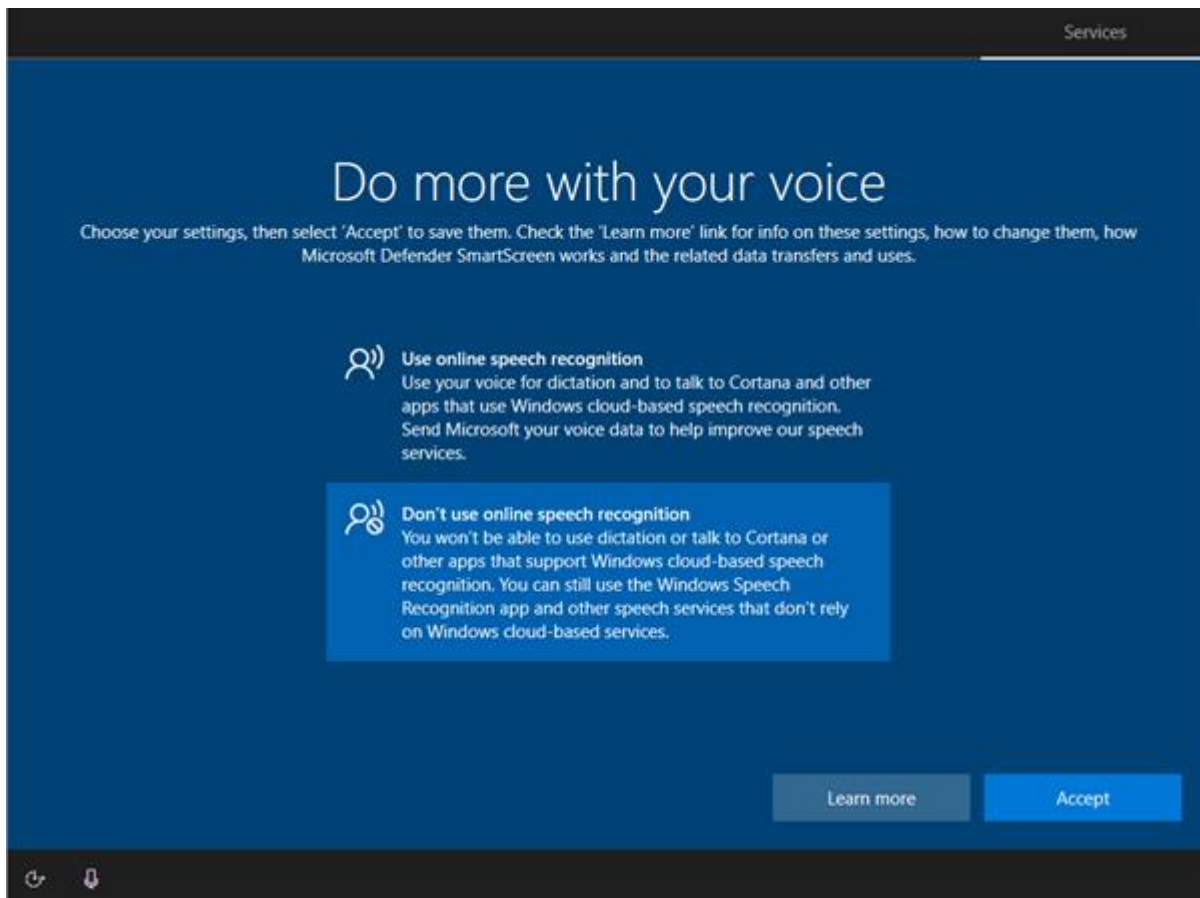 Services
Do more with your voice
Choose your settings, then select 'Accept' to save them. Check the 'Learn more' link for info on these settings, how to change them, how
Microsoft Defender SmartScreen works and the related data transfers and uses.
Use online speech recognition
Use your voice for dictation and to talk to Cortana and other
apps that use Windows cloud-based speech recognition.
Send Microsoft your voice data to help improve our speech
services.
Don't use online speech recognition
You won't be able to use dictation or talk to Cortana or
other apps that support Windows cloud-based speech
recognition. You can still use the Windows Speech
Recognition app and other speech services that don't rely
on Windows cloud-based services.
Learn more
Accept